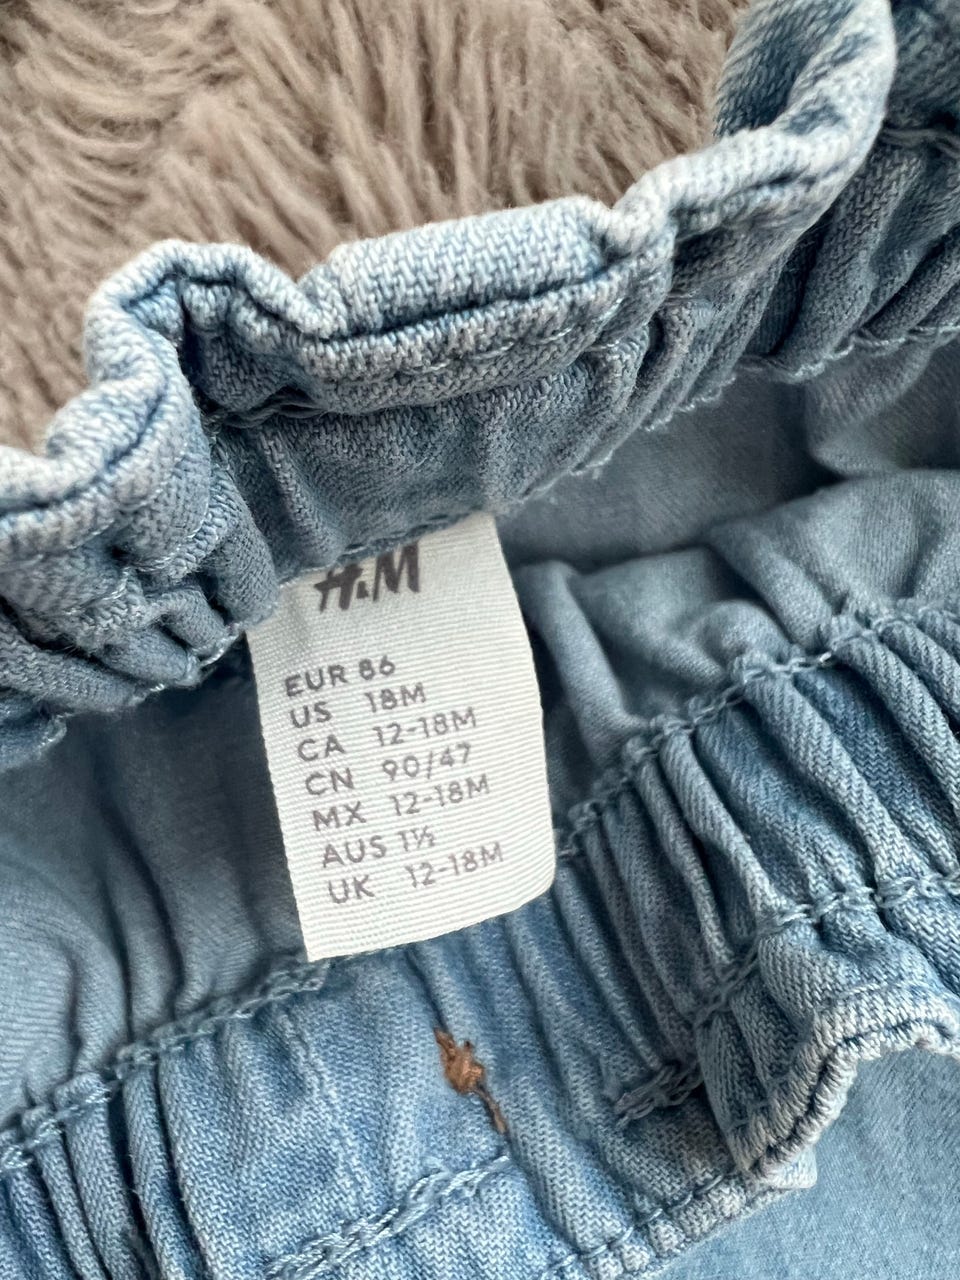 H&M
EUR 86
US 18M
CA 12-18M
CN 90/47
MX 12-18M
AUS 1½
UK 12-18M